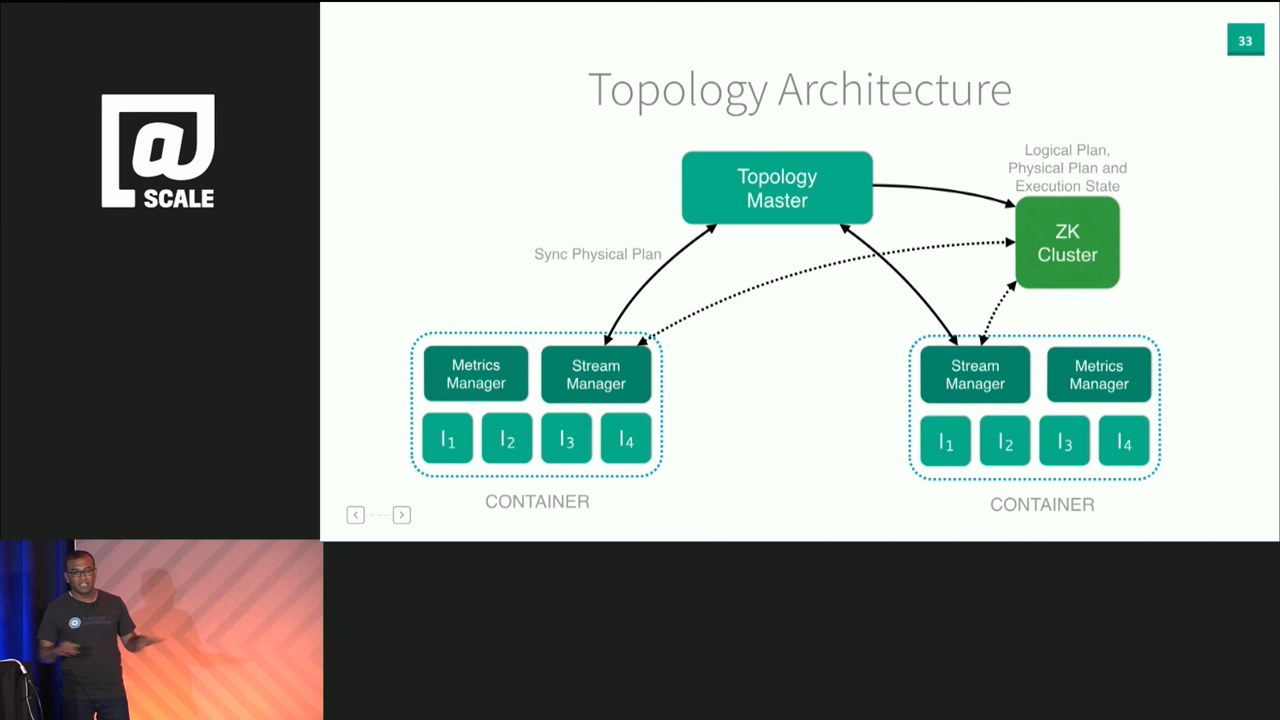 @
SCALE
33
Topology Architecture
Logical Plan,
Physical Plan and
Execution State
Topology
Master
ZK
Cluster
Sync Physical Plan
Metrics
Manager
Stream
Manager
I1
I2
I3
I4
CONTAINER
Stream
Manager
Metrics
Manager
I1
I2
I3
I4
CONTAINER